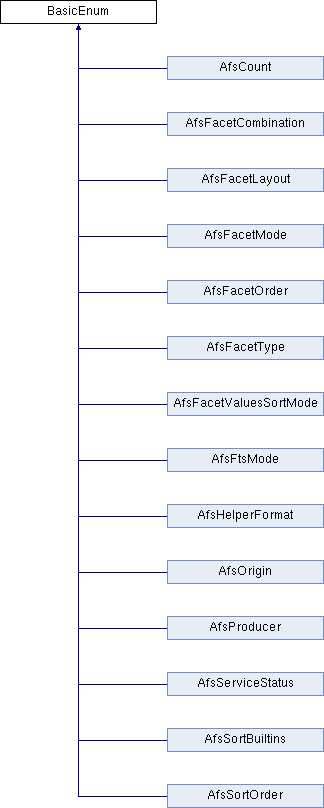 BasicEnum
AfsCount
AfsFacetCombination
AfsFacetLayout
AfsFacetMode
AfsFacetOrder
AfsFacetType
AfsFacetValuesSortMode
AfsFtsMode
AfsHelperFormat
AfsOrigin
AfsProducer
AfsServiceStatus
AfsSortBuiltins
AfsSortOrder